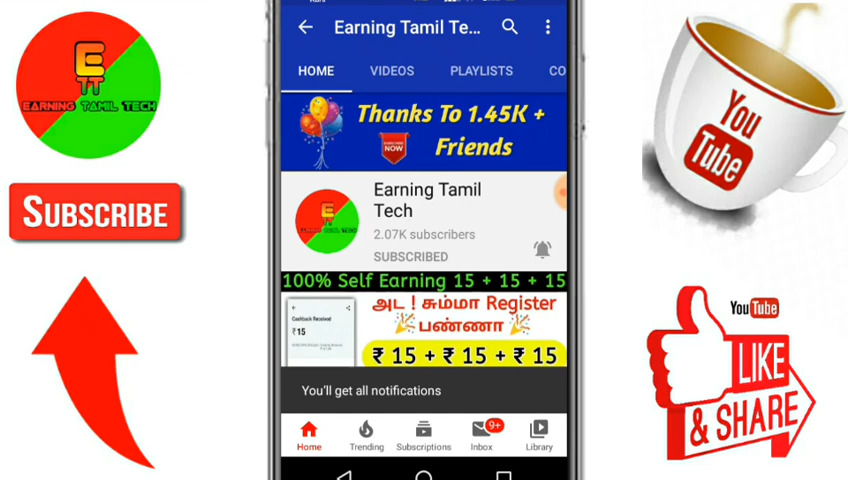 E
TT
EARNING TAMIL TECH
SUBSCRIBE
Earning Tamil Te...
HOME
VIDEOS
PLAYLISTS
CO
Thanks To 1.45K +
Friends
NOW
Earning Tamil
Tech
2.07K subscribers
SUBSCRIBED
100% Self Earning 15 + 15 + 15
Cashback Received
₹15
அட ! சும்மா Register
பண்ணா
₹ 15 + ₹ 15 + ₹ 15
You'll get all notifications
Home
Trending
Subscriptions
9+
Inbox
Library
You
Tube
YouTube
LIKE
& SHARE